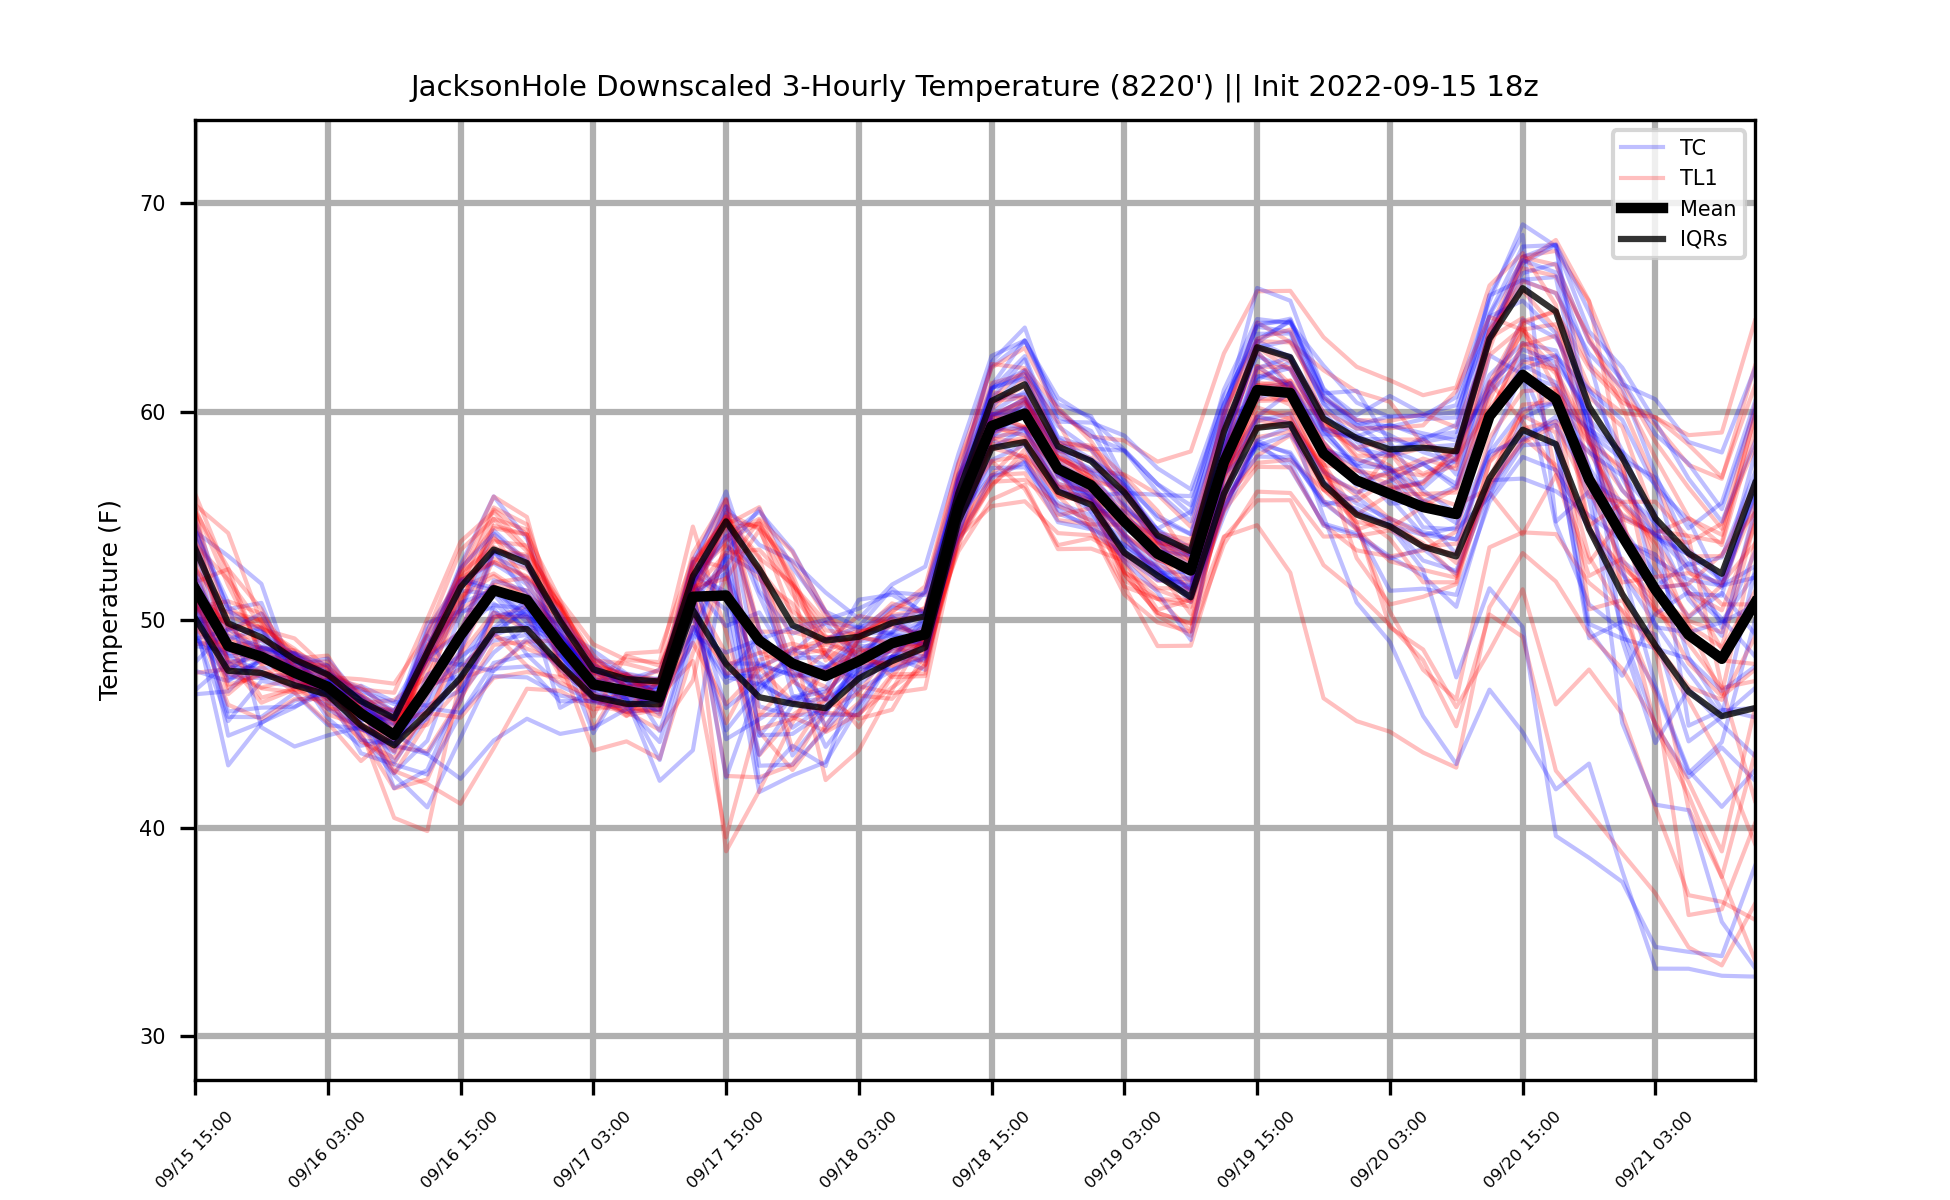 JacksonHole Downscaled 3-Hourly Temperature (8220') || Init 2022-09-15 18z
TC
TL1
Mean
IQRs
Temperature (F)
70
60
50
40
30
09/15 15:00
09/16 03:00
09/16 15:00
09/17 03:00
09/17 15:00
09/18 03:00
09/18 15:00
09/19 03:00
09/19 15:00
09/20 03:00
09/20 15:00
09/21 03:00